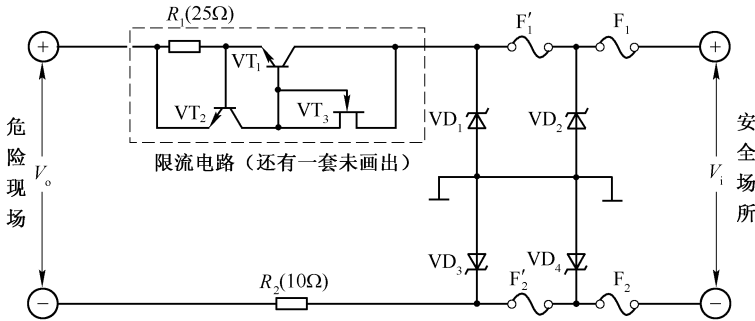 R₁(25Ω)
F₁′
F₁
+
+
VT₁
VT₂
VT₃
VD₁
VD₂
危险现场
Vo
限流电路（还有一套未画出）
Vi
安全场所
VD₃
VD₄
R₂(10Ω)
F₂′
F₂
−
−